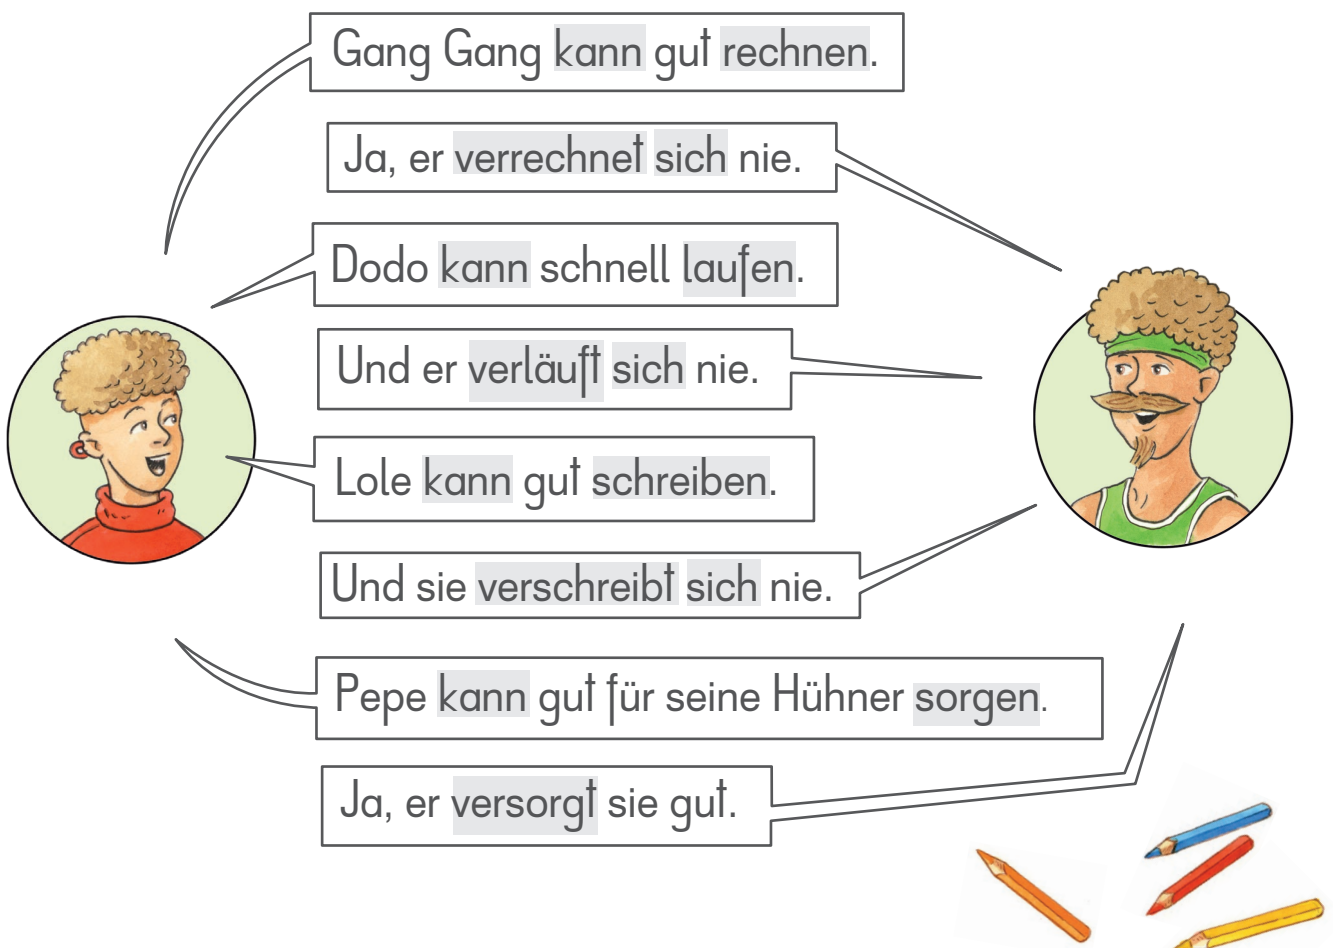 Gang Gang kann gut rechnen.
Ja, er verrechnet sich nie.
Dodo kann schnell laufen.
Und er verläuft sich nie.
Lole kann gut schreiben.
Und sie verschreibt sich nie.
Pepe kann gut für seine Hühner sorgen.
Ja, er versorgt sie gut.